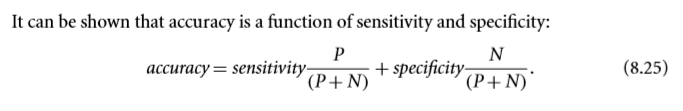 It can be shown that accuracy is a function of sensitivity and specificity:
accuracy = sensitivity P/(P + N) + specificity N/(P + N). (8.25)